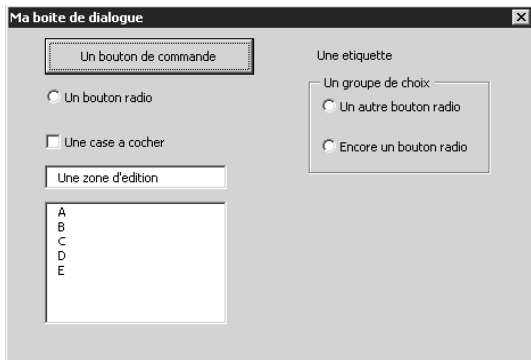 Ma boite de dialogue
Un bouton de commande
Un bouton radio
Une case a cocher
Une zone d'edition
A
B
C
D
E
Une etiquette
Un groupe de choix
Un autre bouton radio
Encore un bouton radio